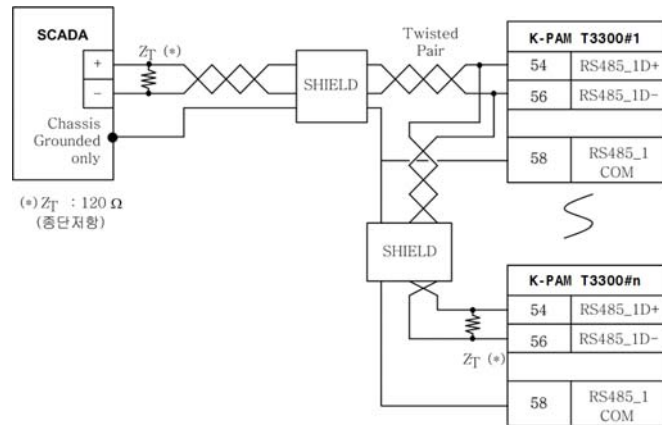 SCADA
+
−
Chassis
Grounded
only
Z_T (*)
(*) Z_T : 120 Ω
(종단저항)
SHIELD
Twisted
Pair
K-PAM T3300#1
54 RS485_1D+
56 RS485_1D-
58 RS485_1
COM
SHIELD
K-PAM T3300#n
54 RS485_1D+
56 RS485_1D-
Z_T (*)
58 RS485_1
COM